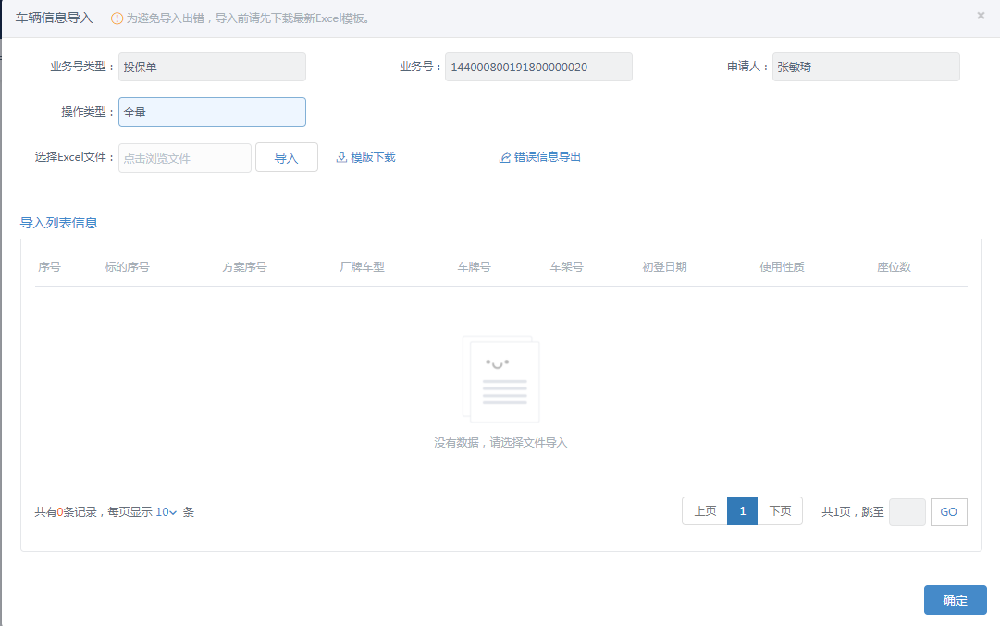 车辆信息导入 为避免导入出错，导入前请先下载最新Excel模板。 ×
业务号类型： 投保单 业务号： 144000800191800000020 申请人： 张敏琦
操作类型： 全量
选择Excel文件： 点击浏览文件 导入 模版下载 错误信息导出
导入列表信息
序号 标的序号 方案序号 厂牌车型 车牌号 车架号 初登日期 使用性质 座位数
没有数据，请选择文件导入
共有0条记录，每页显示 10 条 上页 1 下页 共1页，跳至 GO
确定